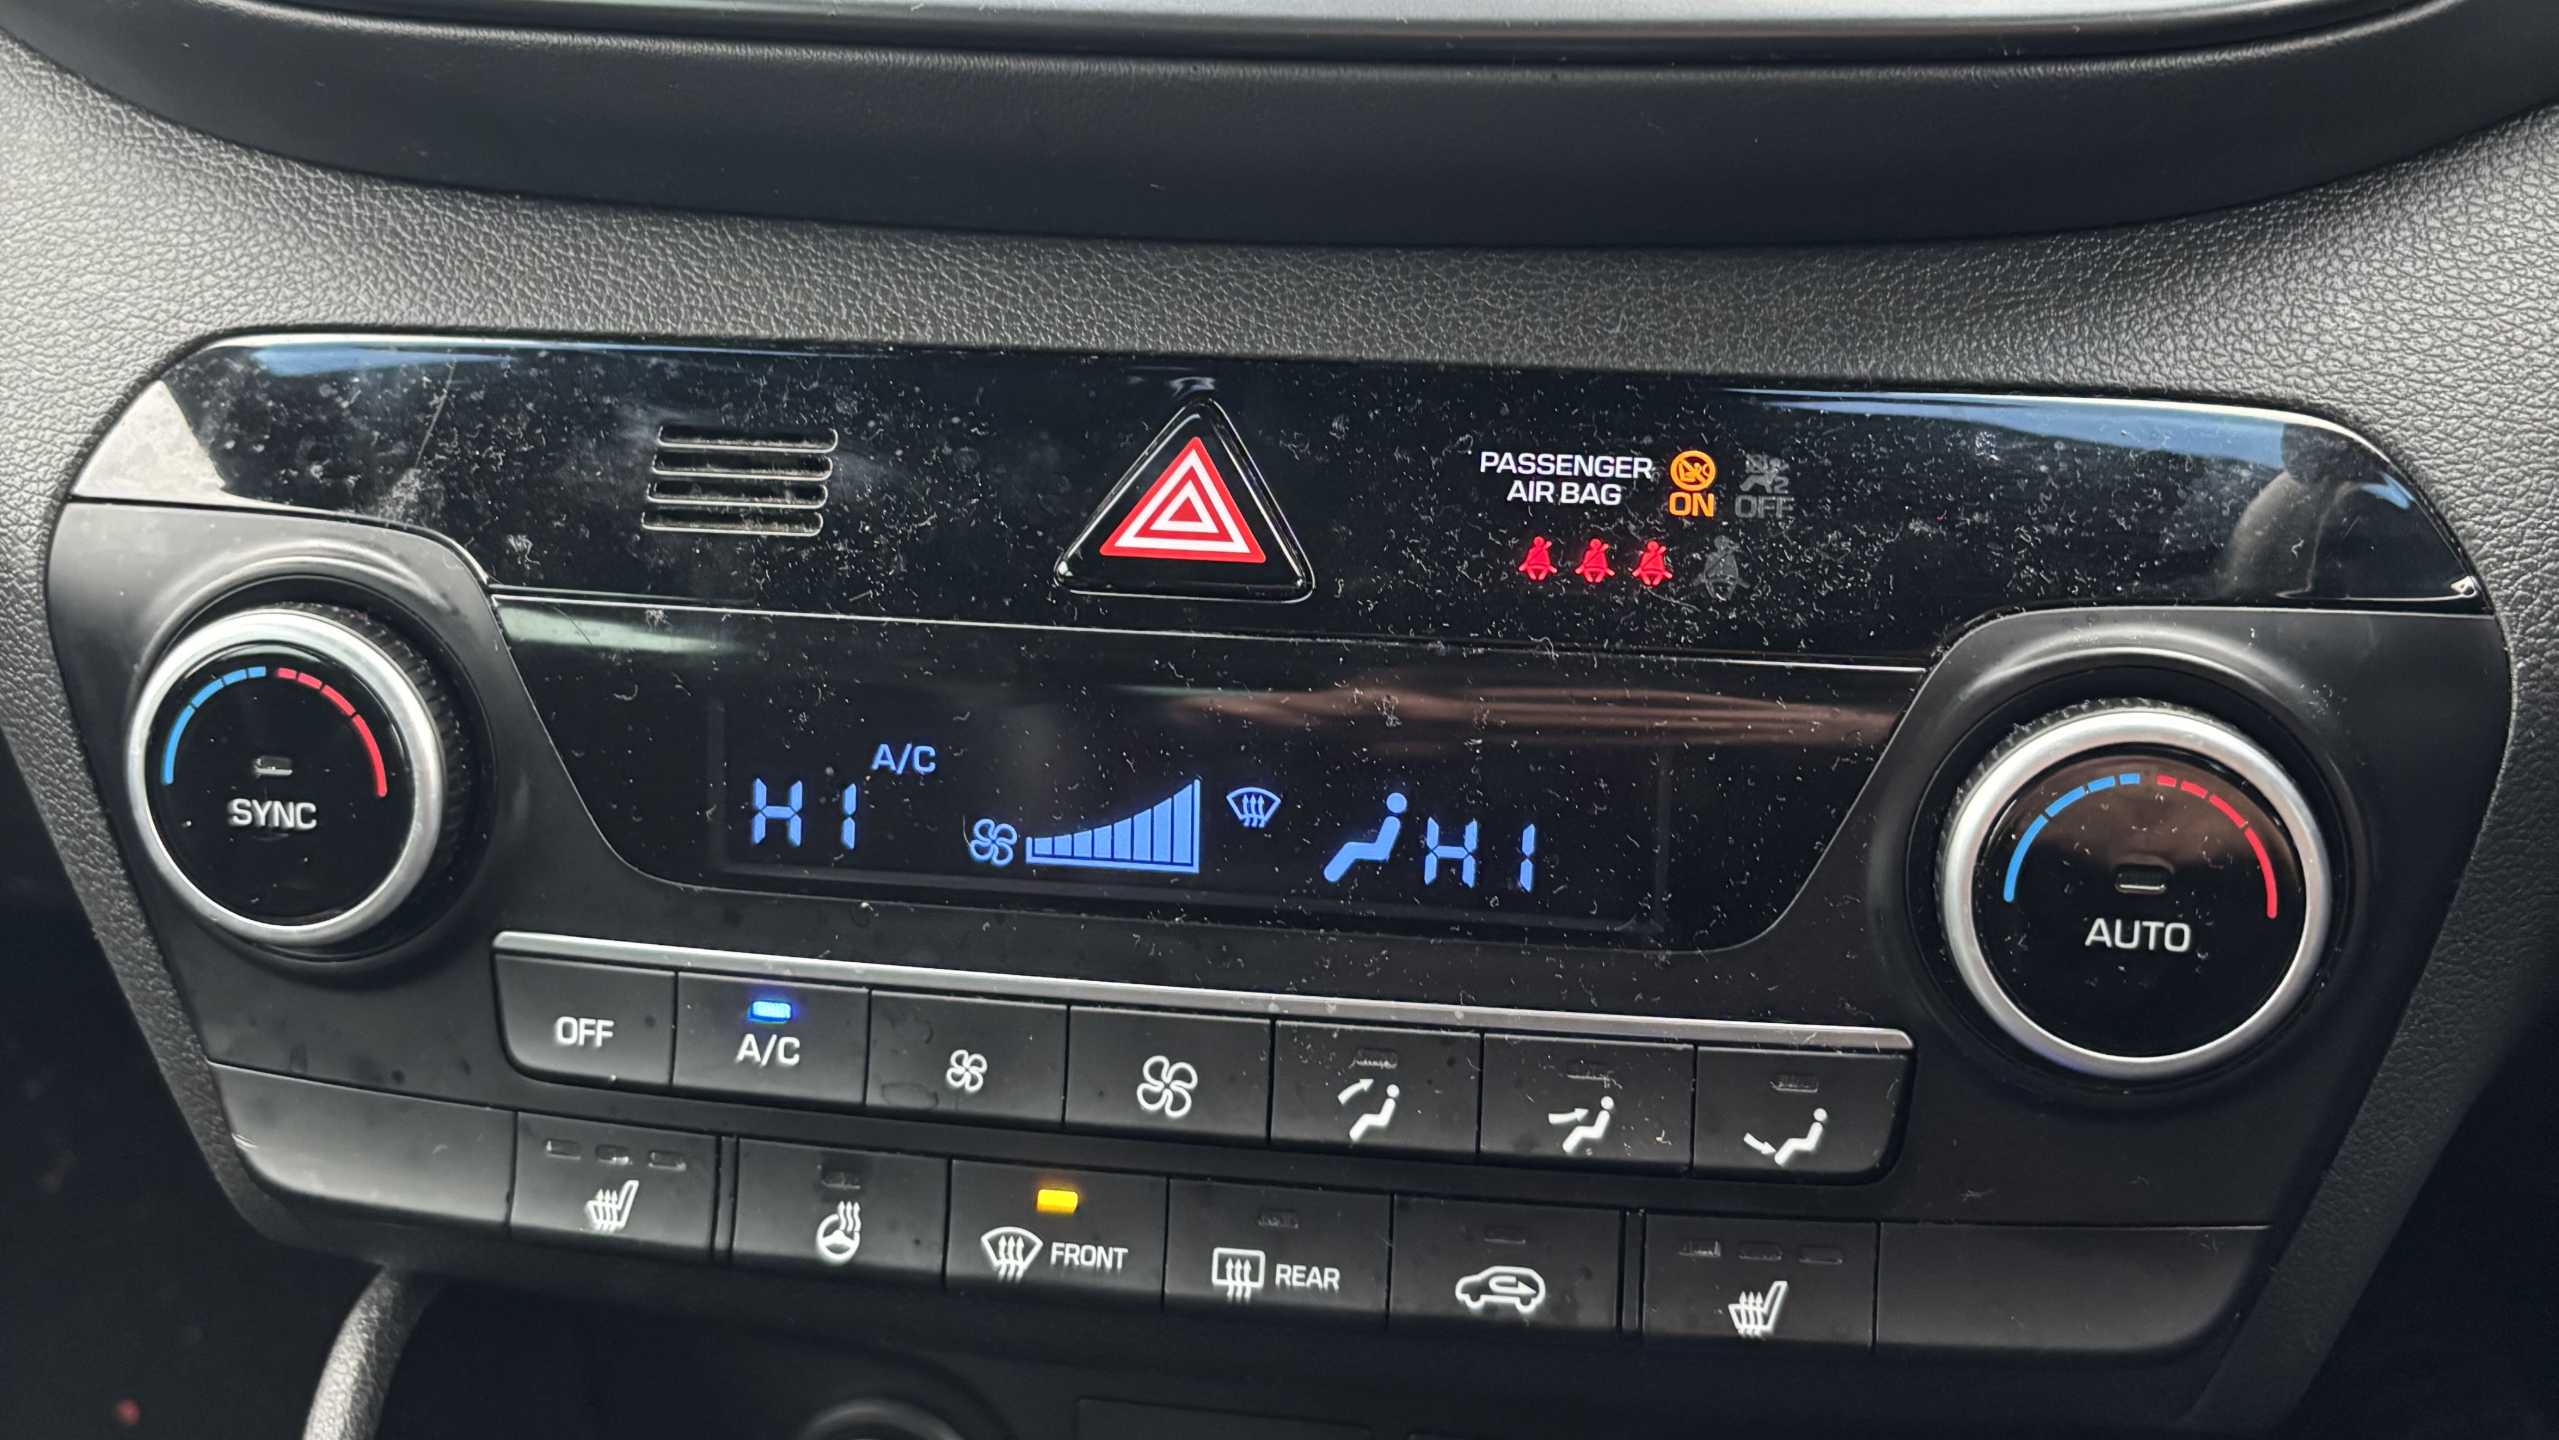 PASSENGER
AIR BAG
ON
OFF
SYNC
HI
A/C
HI
AUTO
OFF
A/C
FRONT
REAR